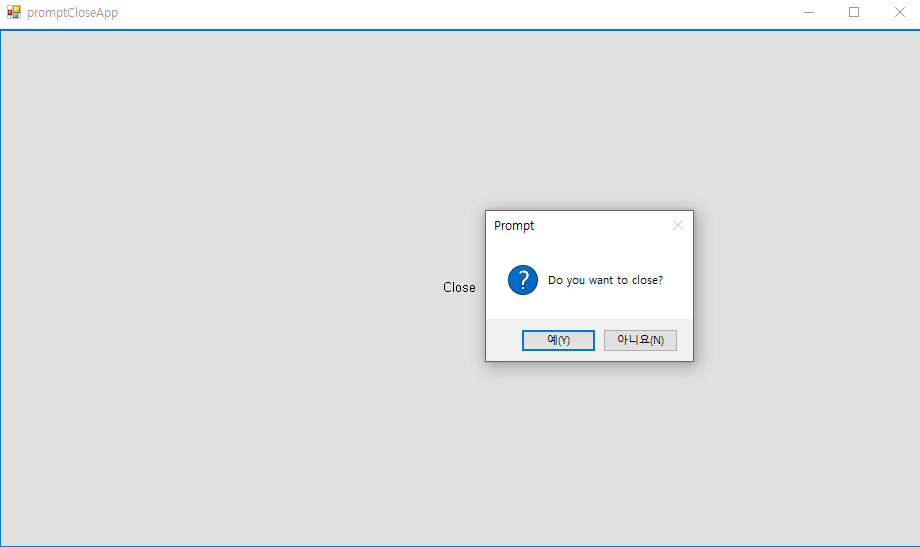 promptCloseApp
Close
Prompt
Do you want to close?
예(Y)
아니요(N)